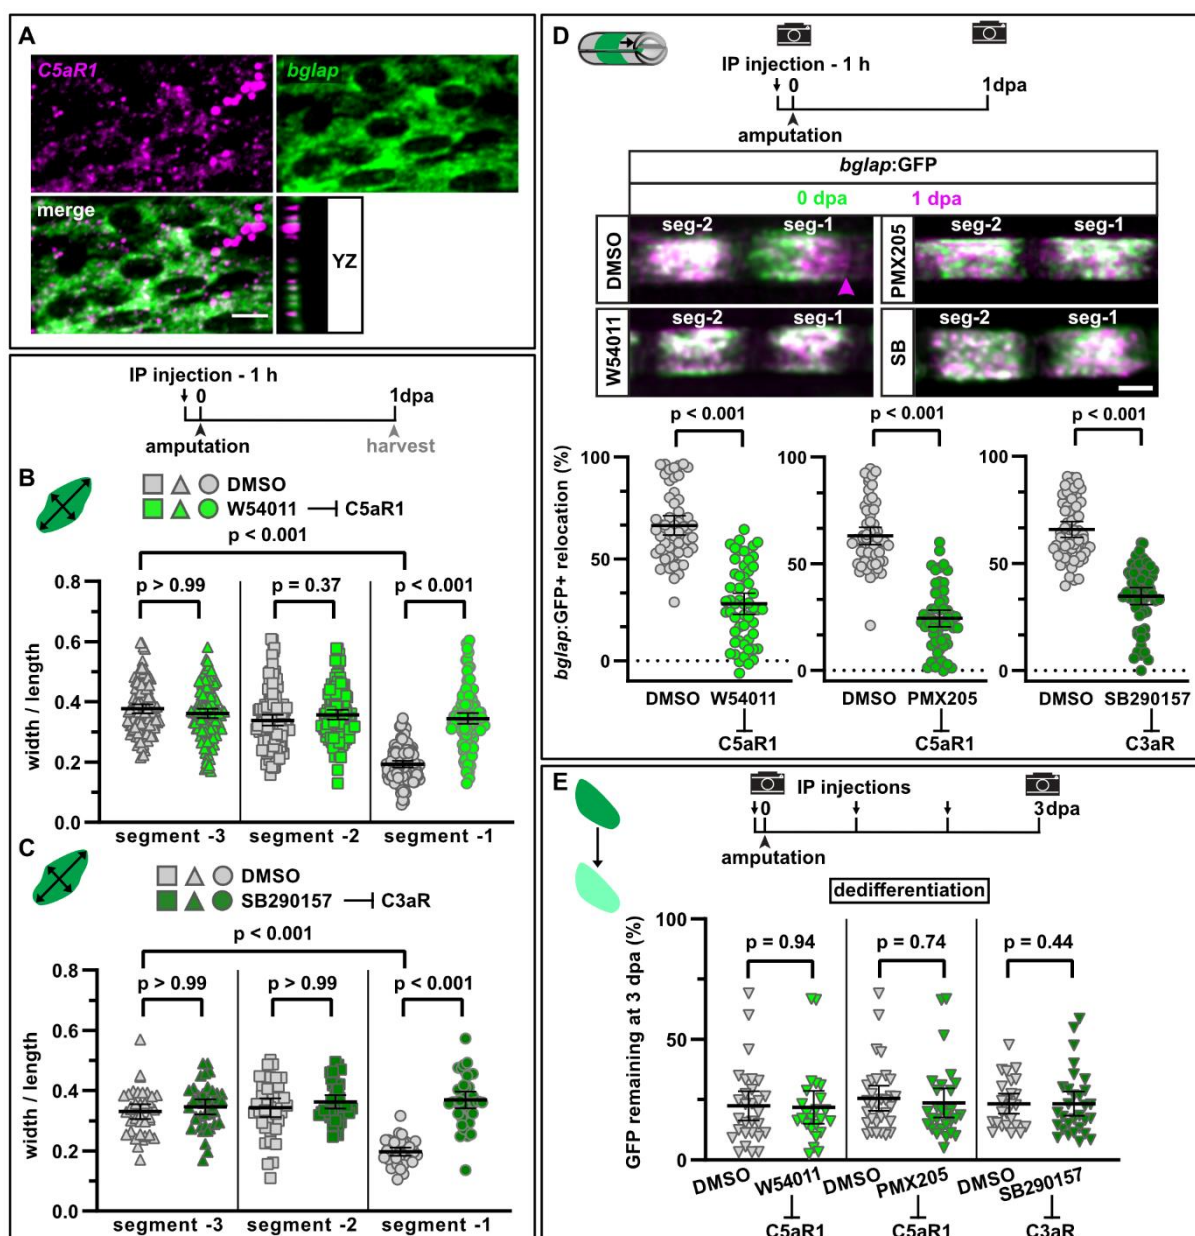 A
C5aR1
bglap
merge
YZ
IP injection - 1 h
0
1dpa
amputation
harvest
B
DMSO
W54011
C5aR1
p < 0.001
p > 0.99
p = 0.37
p < 0.001
0.8
0.6
0.4
0.2
0.0
width / length
segment -3
segment -2
segment -1
C
DMSO
SB290157
C3aR
p < 0.001
p > 0.99
p > 0.99
p < 0.001
0.8
0.6
0.4
0.2
0.0
width / length
segment -3
segment -2
segment -1
D
IP injection - 1 h
0
1dpa
amputation
bglap:GFP
0 dpa
1 dpa
DMSO
seg-2
seg-1
PMX205
seg-2
seg-1
W54011
seg-2
seg-1
SB
seg-2
seg-1
bglap:GFP+ relocation (%)
p < 0.001
100
50
0
DMSO
W54011
C5aR1
p < 0.001
100
50
0
DMSO
PMX205
C5aR1
p < 0.001
100
50
0
DMSO
SB290157
C3aR
E
0
IP injections
3dpa
amputation
dedifferentiation
GFP remaining at 3 dpa (%)
100
50
0
p = 0.94
p = 0.74
p = 0.44
DMSO
W54011
C5aR1
DMSO
PMX205
C5aR1
DMSO
SB290157
C3aR